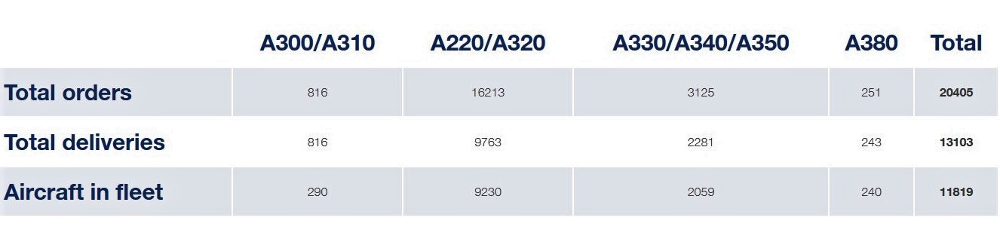 A300/A310 A220/A320 A330/A340/A350 A380 Total
Total orders 816 16213 3125 251 20405
Total deliveries 816 9763 2281 243 13103
Aircraft in fleet 290 9230 2059 240 11819